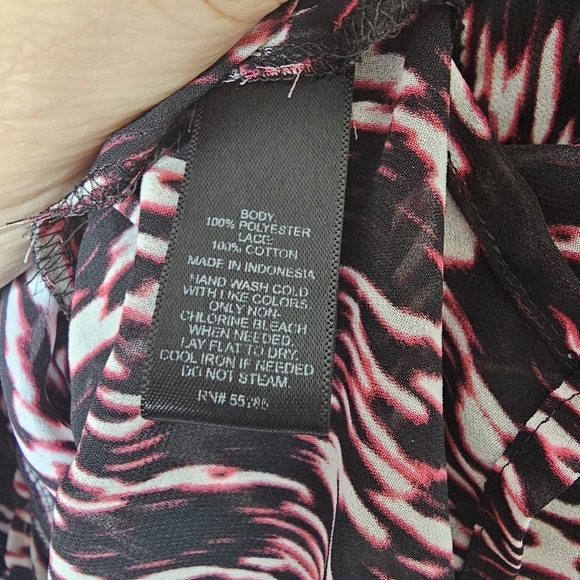 BODY
100% POLYESTER
LACE
100% COTTON
MADE IN INDONESIA
HAND WASH COLD
WITH LIKE COLORS.
ONLY NON-
CHLORINE BLEACH
WHEN NEEDED.
LAY FLAT TO DRY.
COOL IRON IF NEEDED
DO NOT STEAM.
RN#